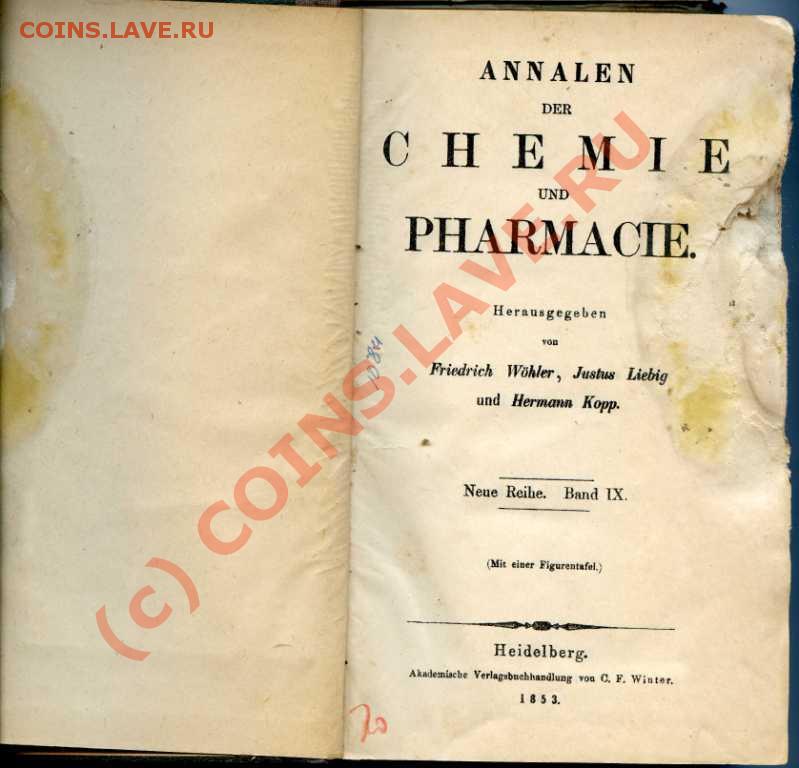 COINS.LAVE.RU
ANNALEN
DER
CHEMIE
UND
PHARMACIE.
Herausgegeben
von
Friedrich Wöhler, Justus Liebig
und Hermann Kopp.
Neue Reihe. Band IX.
(Mit einer Figurentafel.)
Heidelberg.
Akademische Verlagsbuchhandlung von C. F. Winter.
1853.
(c) COINS.LAVE.RU